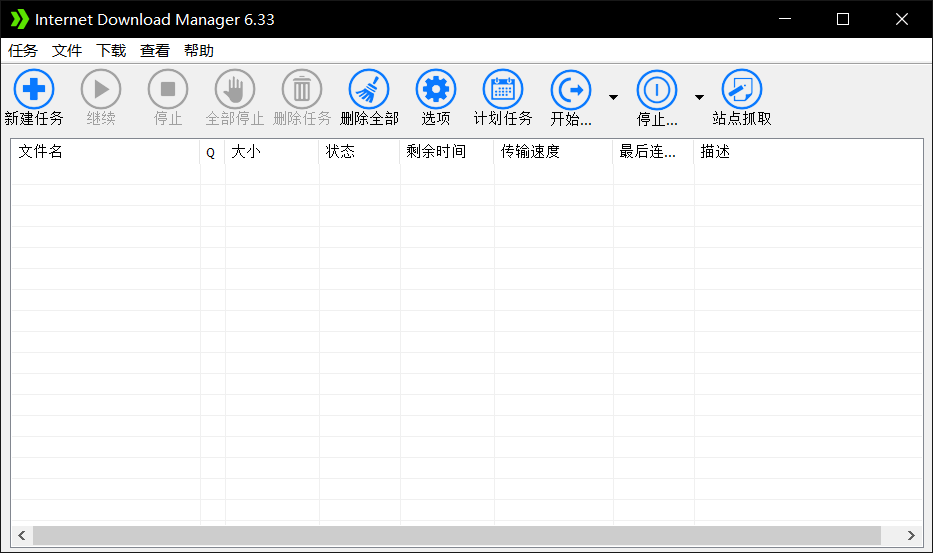 Internet Download Manager 6.33
任务 文件 下载 查看 帮助
新建任务 继续 停止 全部停止 删除任务 删除全部 选项 计划任务 开始... 停止... 站点抓取
文件名 Q 大小 状态 剩余时间 传输速度 最后连... 描述